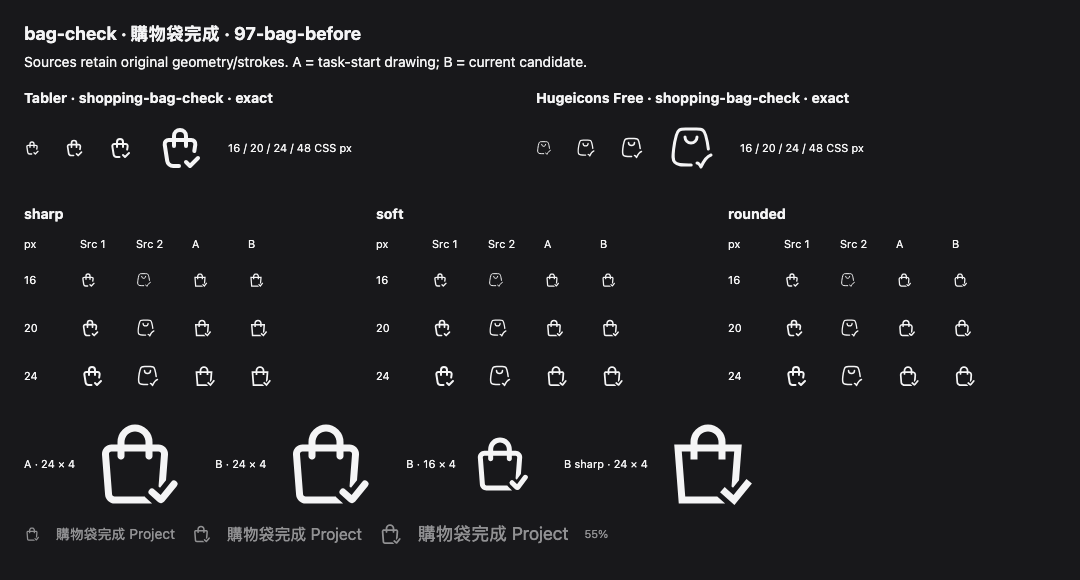 bag-check · 購物袋完成 · 97-bag-before
Sources retain original geometry/strokes. A = task-start drawing; B = current candidate.
Tabler · shopping-bag-check · exact
Hugeicons Free · shopping-bag-check · exact
16 / 20 / 24 / 48 CSS px
16 / 20 / 24 / 48 CSS px
sharp
soft
rounded
px Src 1 Src 2 A B
px Src 1 Src 2 A B
px Src 1 Src 2 A B
16
16
16
20
20
20
24
24
24
A · 24 × 4
B · 24 × 4
B · 16 × 4
B sharp · 24 × 4
購物袋完成 Project
購物袋完成 Project
購物袋完成 Project
55%